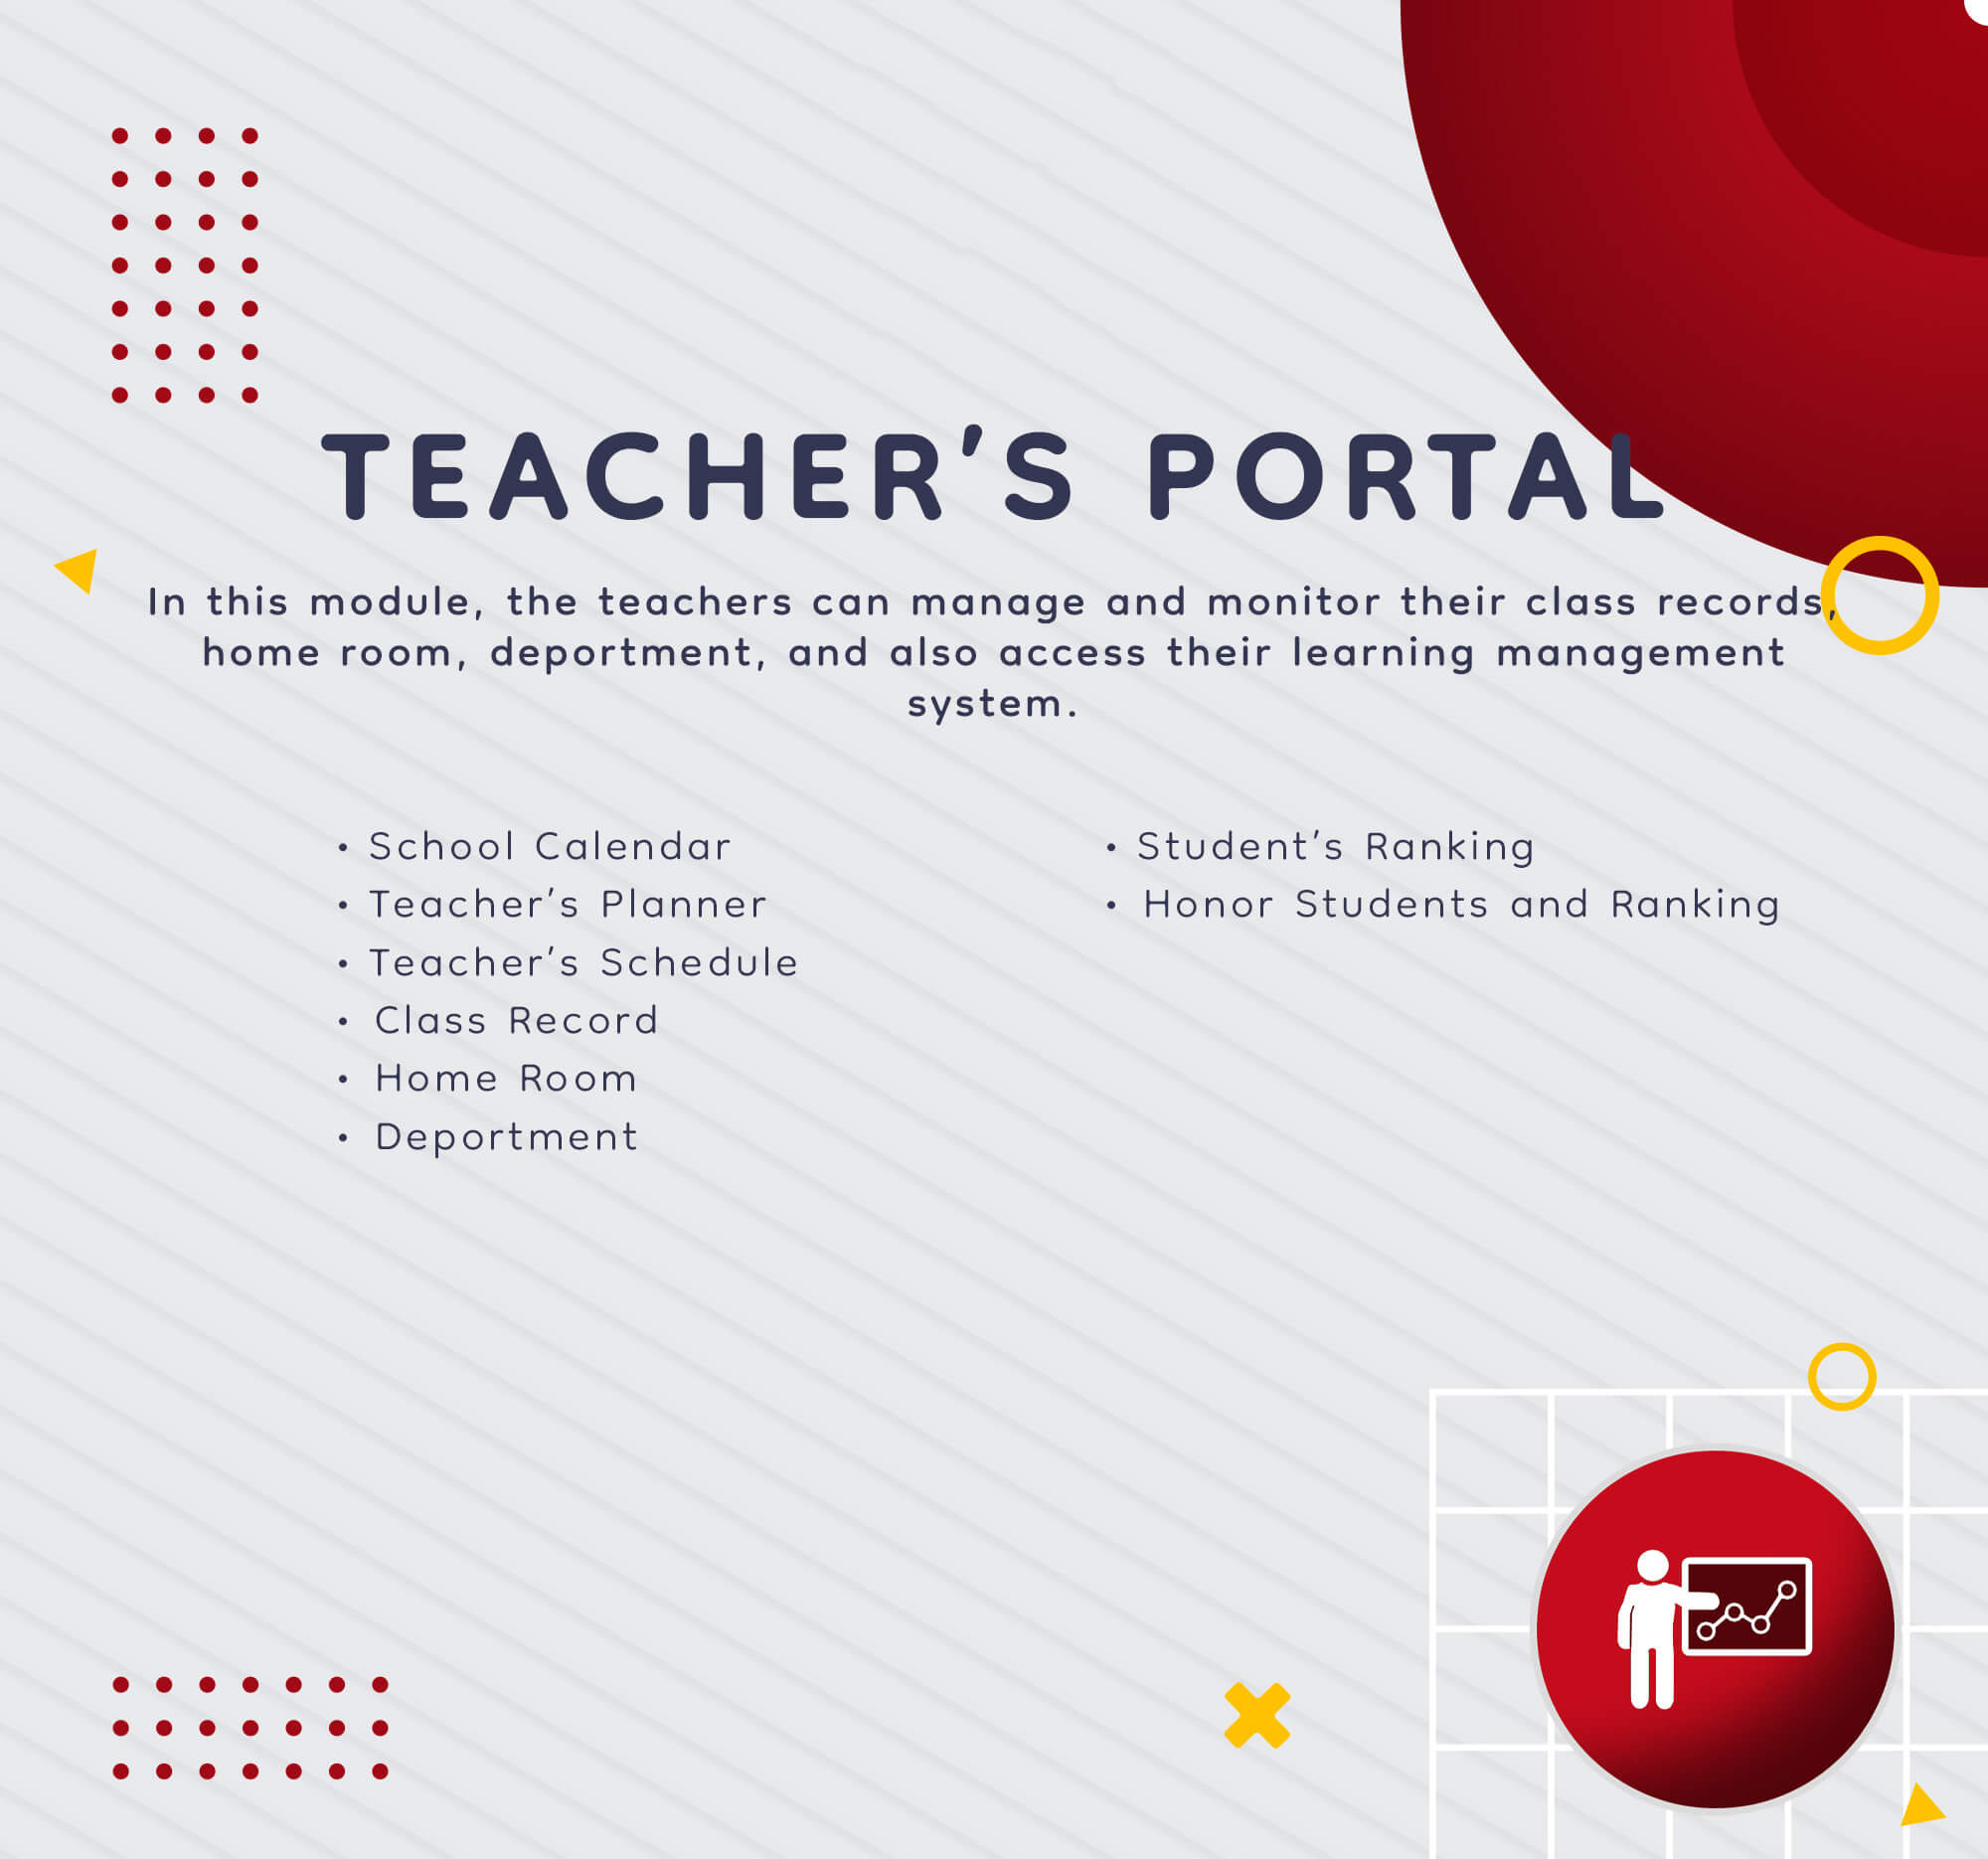 TEACHER'S PORTAL
In this module, the teachers can manage and monitor their class records,
home room, deportment, and also access their learning management
system.
• School Calendar
• Teacher's Planner
• Teacher's Schedule
• Class Record
• Home Room
• Deportment
• Student's Ranking
• Honor Students and Ranking